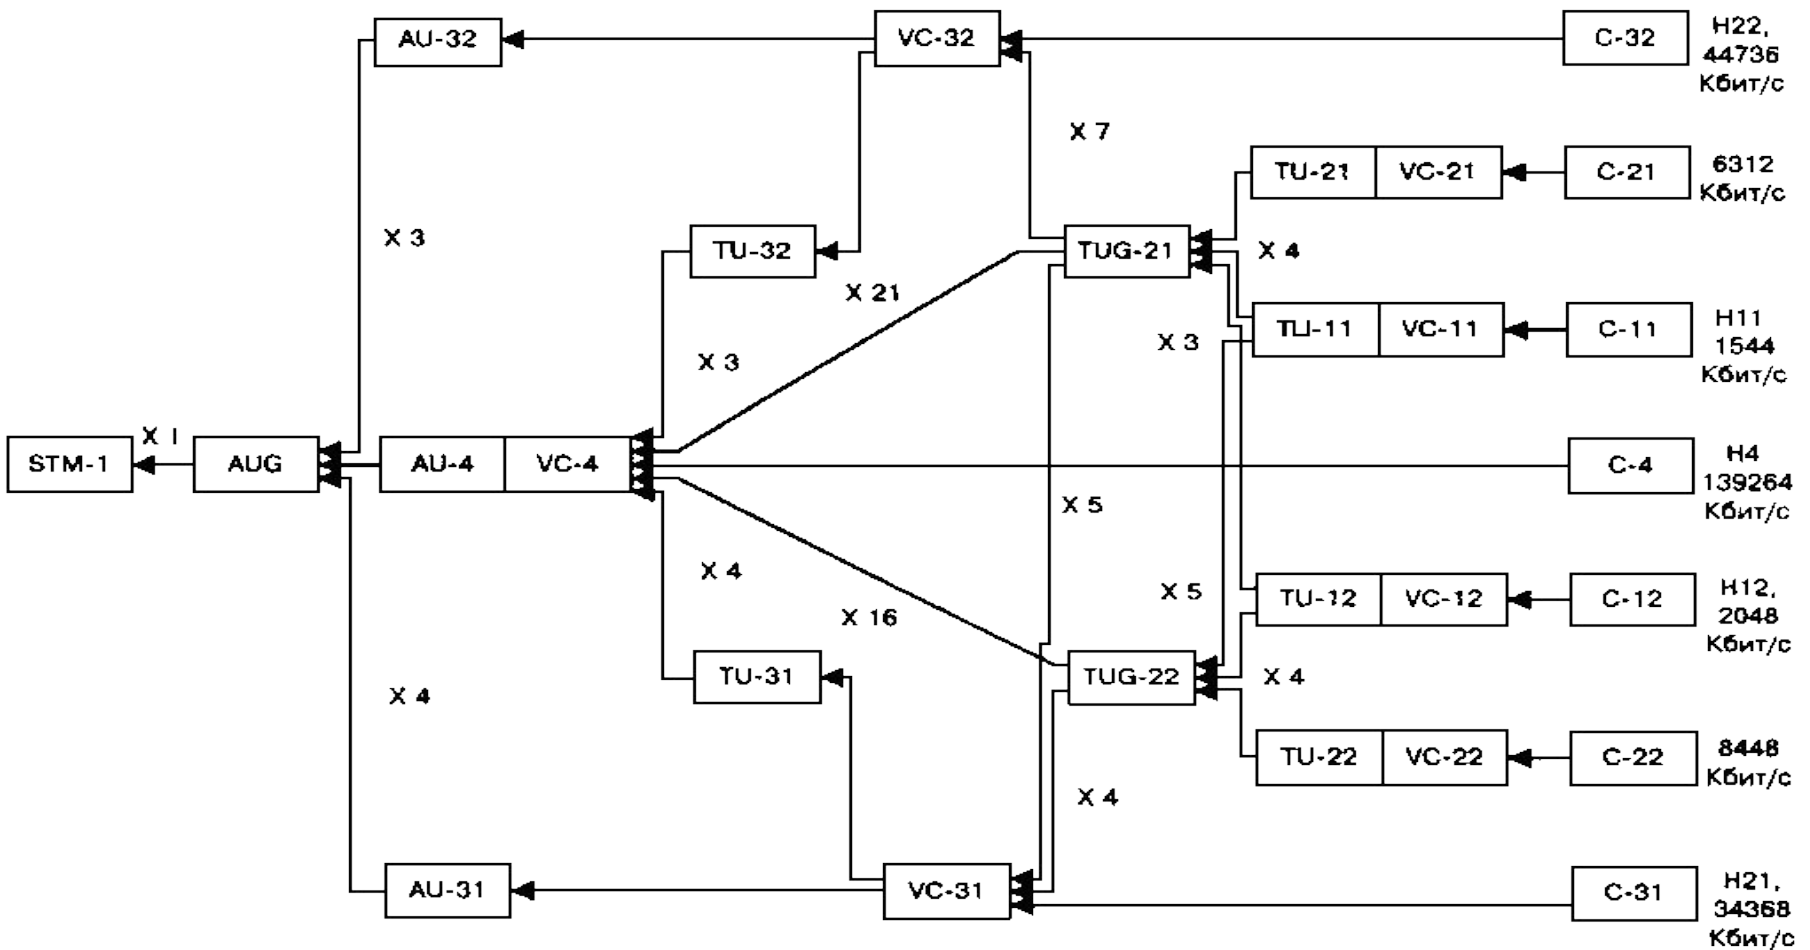 AU-32
VC-32
C-32
H22,
44736
Кбит/с
X 7
TU-21
VC-21
C-21
6312
Кбит/с
X 3
TU-32
TUG-21
X 4
X 21
TU-11
VC-11
C-11
H11
1544
Кбит/с
X 3
X 3
STM-1
X 1
AUG
AU-4
VC-4
C-4
H4
139264
Кбит/с
X 5
X 4
X 5
TU-12
VC-12
C-12
H12,
2048
Кбит/с
X 16
TU-31
TUG-22
X 4
X 4
TU-22
VC-22
C-22
8448
Кбит/с
X 4
AU-31
VC-31
C-31
H21,
34368
Кбит/с